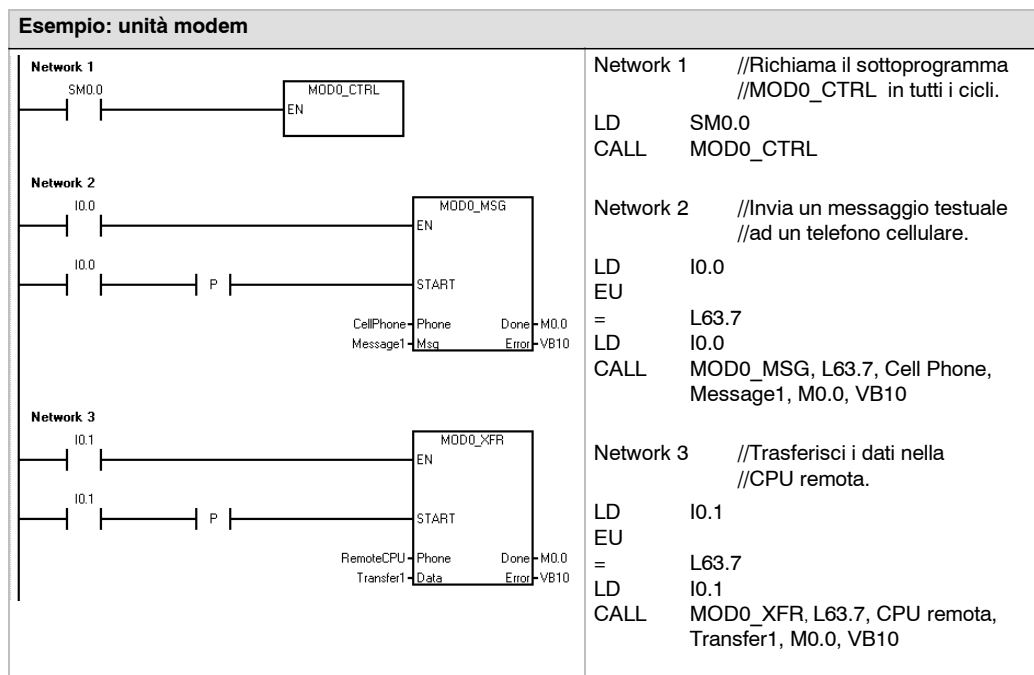 Esempio: unità modem
Network 1
SM0.0
MOD0_CTRL
EN
Network 2
I0.0
MOD0_MSG
EN
I0.0
P
START
CellPhone Phone Done M0.0
Message1 Msg Error VB10
Network 3
I0.1
MOD0_XFR
EN
I0.1
P
START
RemoteCPU Phone Done M0.0
Transfer1 Data Error VB10
Network 1 //Richiama il sottoprogramma
//MOD0_CTRL in tutti i cicli.
LD SM0.0
CALL MOD0_CTRL
Network 2 //Invia un messaggio testuale
//ad un telefono cellulare.
LD I0.0
EU
= L63.7
LD I0.0
CALL MOD0_MSG, L63.7, Cell Phone,
Message1, M0.0, VB10
Network 3 //Trasferisci i dati nella
//CPU remota.
LD I0.1
EU
= L63.7
LD I0.1
CALL MOD0_XFR, L63.7, CPU remota,
Transfer1, M0.0, VB10